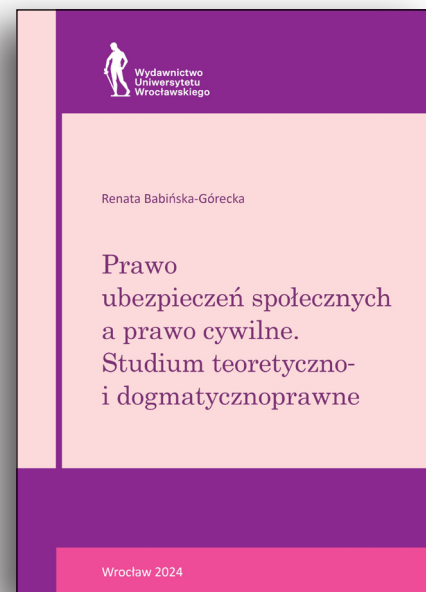 Wydawnictwo
Uniwersytetu
Wrocławskiego
Renata Babińska-Górecka
Prawo
ubezpieczeń społecznych
a prawo cywilne.
Studium teoretyczno-
i dogmatycznoprawne
Wrocław 2024